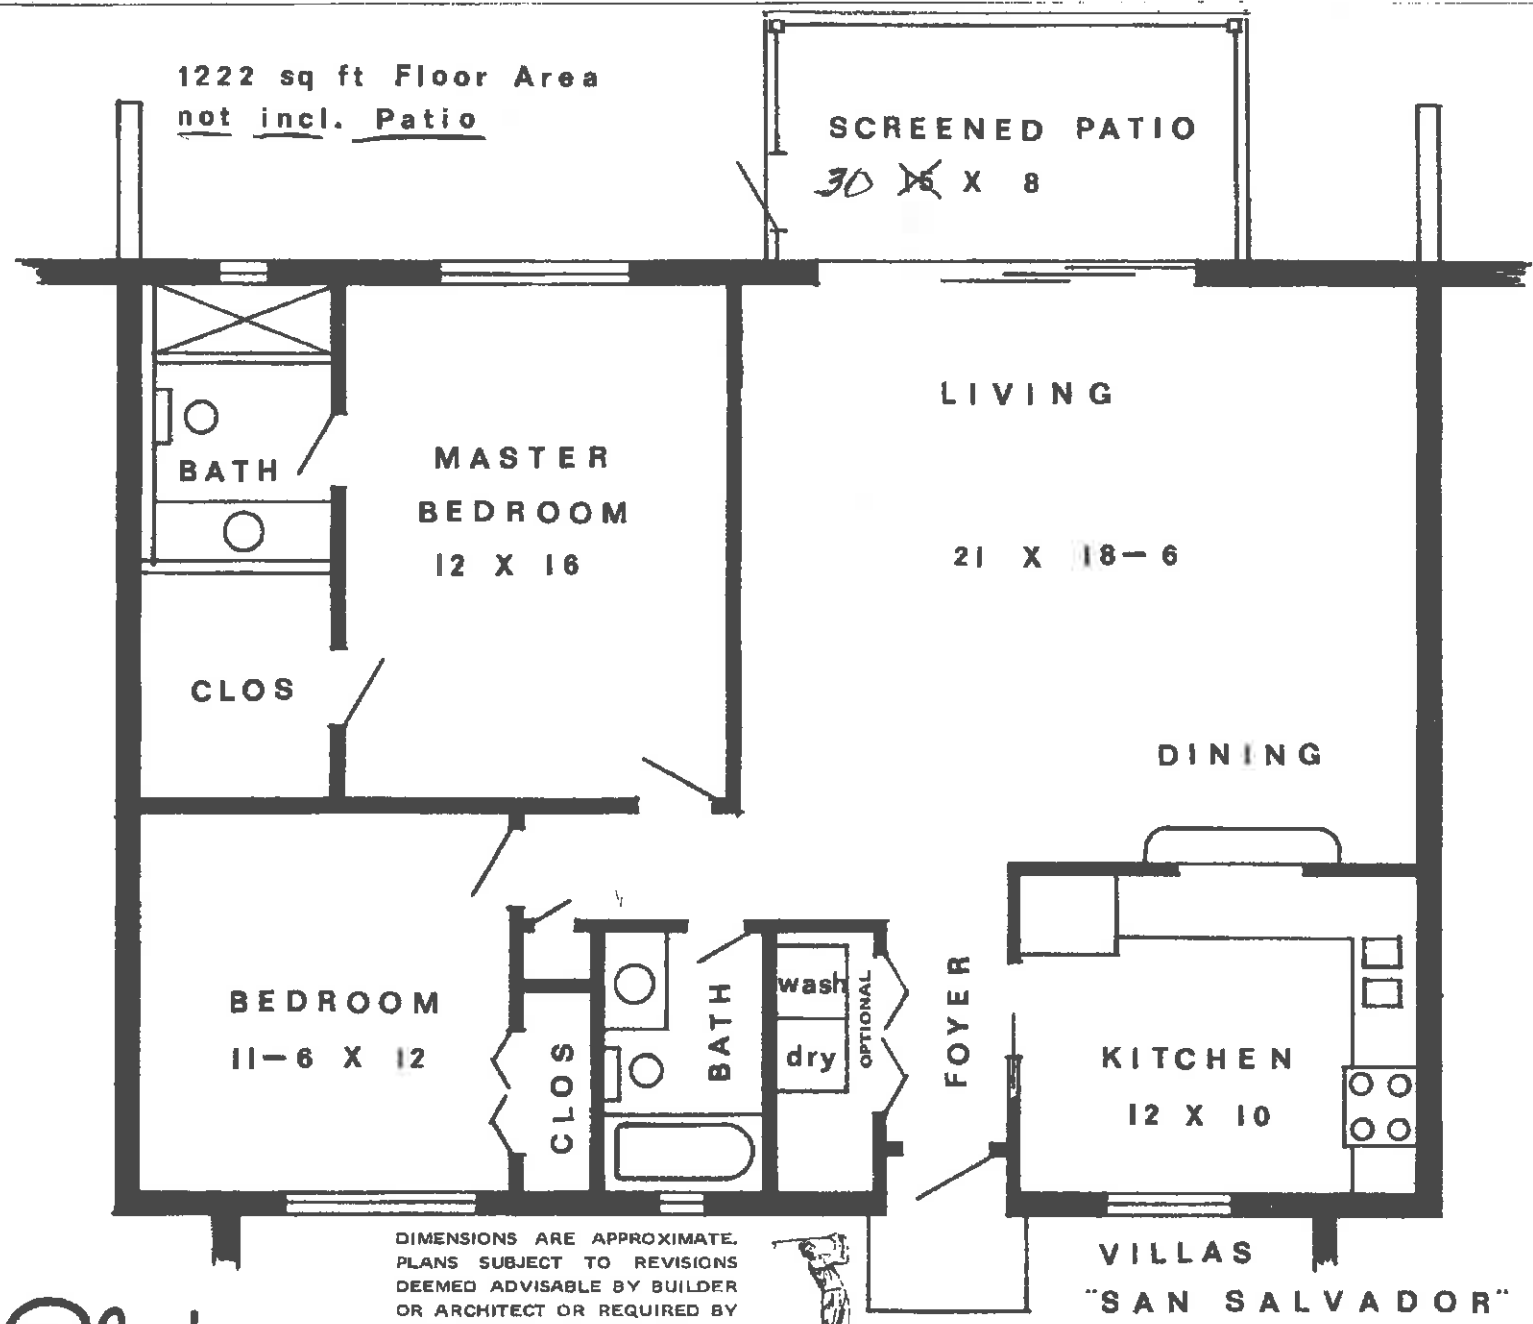 1222 sq ft Floor Area
not incl. Patio
SCREENED PATIO
30 15 X 8
LIVING
21 X 18-6
MASTER
BEDROOM
12 X 16
BATH
CLOS
DINING
BEDROOM
11-6 X 12
CLOS
BATH
wash
dry
OPTIONAL
FOYER
KITCHEN
12 X 10
DIMENSIONS ARE APPROXIMATE.
PLANS SUBJECT TO REVISIONS
DEEMED ADVISABLE BY BUILDER
OR ARCHITECT OR REQUIRED BY
VILLAS
"SAN SALVADOR"